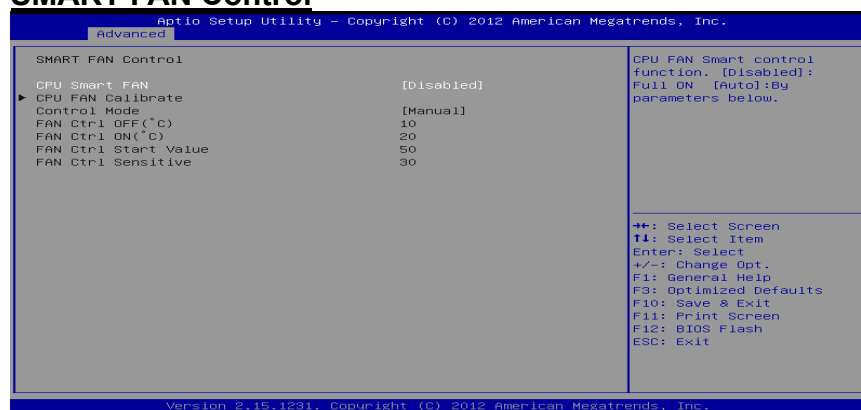 SMART FAN Control
Aptio Setup Utility – Copyright (C) 2012 American Megatrends, Inc.
Advanced
SMART FAN Control
CPU Smart FAN [Disabled]
► CPU FAN Calibrate
Control Mode [Manual]
FAN Ctrl OFF(°C) 10
FAN Ctrl ON(°C) 20
FAN Ctrl Start Value 50
FAN Ctrl Sensitive 30
CPU FAN Smart control
function. [Disabled]:
Full ON [Auto]:By
parameters below.
→←: Select Screen
↑↓: Select Item
Enter: Select
+/-: Change Opt.
F1: General Help
F3: Optimized Defaults
F10: Save & Exit
F11: Print Screen
F12: BIOS Flash
ESC: Exit
Version 2.15.1231. Copyright (C) 2012 American Megatrends, Inc.